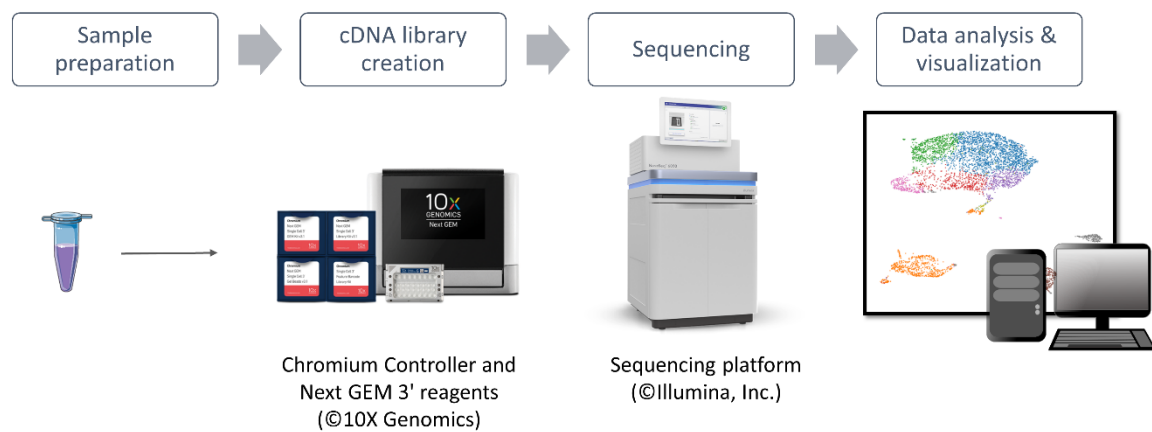 Sample
preparation
cDNA library
creation
Sequencing
Data analysis &
visualization
10x
GENOMICS
Next GEM
Chromium Controller and
Next GEM 3' reagents
(©10X Genomics)
Sequencing platform
(©Illumina, Inc.)